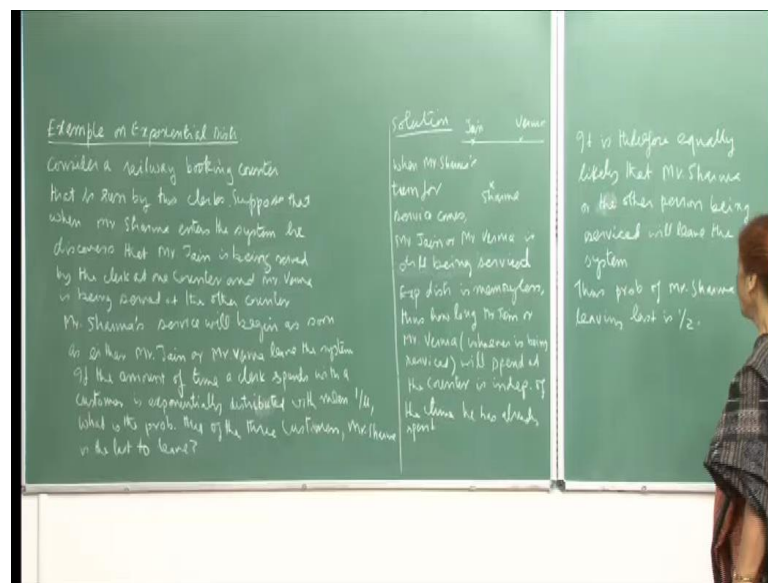 Example on Exponential Dist
Consider a railway booking counter
that is run by two clerks. Suppose that
when Mr Sharma enters the system he
discovers that Mr Jain is being served
by the clerk at one counter and Mr Verma
is being served at the other counter
Mr. Sharma's service will begin as soon
as either Mr. Jain or Mr Verma leave the system
If the amount of time a clerk spends with a
customer is exponentially distributed with mean 1/μ,
What is the prob. that of the three customers, Mr. Sharma
is the last to leave?
Solution
Jain Verma
Sharma
When Mr Sharma's
turn for
service comes,
Mr Jain or Mr Verma is
still being serviced
Exp dist is memoryless,
thus how long Mr Jain or
Mr. Verma (whoever is being
serviced) will spend at
the counter is indep. of
the time he has already
spent
It is therefore equally
likely that Mr. Sharma
or the other person being
serviced will leave the
system
Thus prob of Mr. Sharma
leaving last is 1/2.